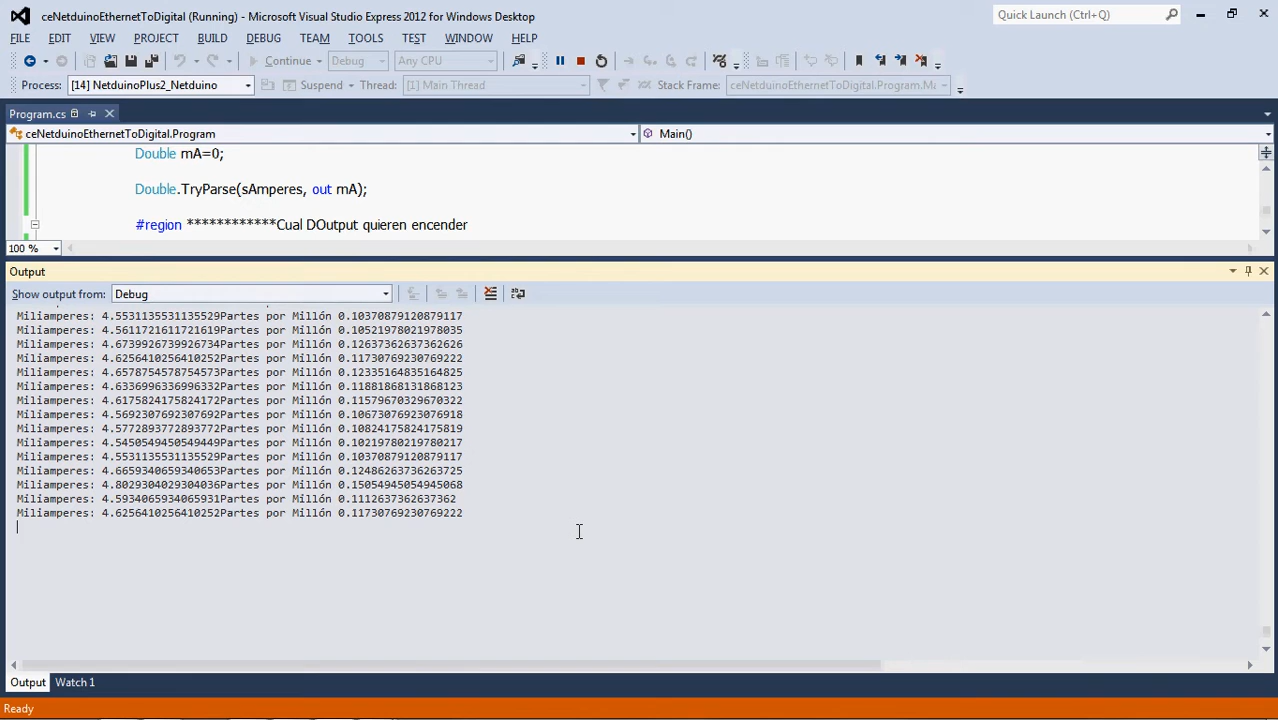 ceNetduinoEthernetToDigital (Running) - Microsoft Visual Studio Express 2012 for Windows Desktop
Quick Launch (Ctrl+Q)
FILE EDIT VIEW PROJECT BUILD DEBUG TEAM TOOLS TEST WINDOW HELP
Continue Debug Any CPU
Process: [14] NetduinoPlus2_Netduino Suspend Thread: [1] Main Thread Stack Frame: ceNetduinoEthernetToDigital.Program.Ma
Program.cs
ceNetduinoEthernetToDigital.Program Main()
Double mA=0;
Double.TryParse(sAmperes, out mA);
#region ************Cual DOutput quieren encender
100 %
Output
Show output from: Debug
Miliamperes: 4.5531135531135529Partes por Millón 0.10370879120879117
Miliamperes: 4.5611721611721619Partes por Millón 0.10521978021978035
Miliamperes: 4.6739926739926734Partes por Millón 0.12637362637362626
Miliamperes: 4.6256410256410252Partes por Millón 0.11730769230769222
Miliamperes: 4.6578754578754573Partes por Millón 0.12335164835164825
Miliamperes: 4.6336996336996332Partes por Millón 0.11881868131868123
Miliamperes: 4.6175824175824172Partes por Millón 0.11579670329670322
Miliamperes: 4.5692307692307692Partes por Millón 0.10673076923076918
Miliamperes: 4.5772893772893772Partes por Millón 0.10824175824175819
Miliamperes: 4.5450549450549449Partes por Millón 0.10219780219780217
Miliamperes: 4.5531135531135529Partes por Millón 0.10370879120879117
Miliamperes: 4.6659340659340653Partes por Millón 0.12486263736263725
Miliamperes: 4.8029304029304036Partes por Millón 0.15054945054945068
Miliamperes: 4.5934065934065931Partes por Millón 0.1112637362637362
Miliamperes: 4.6256410256410252Partes por Millón 0.11730769230769222
Output Watch 1
Ready